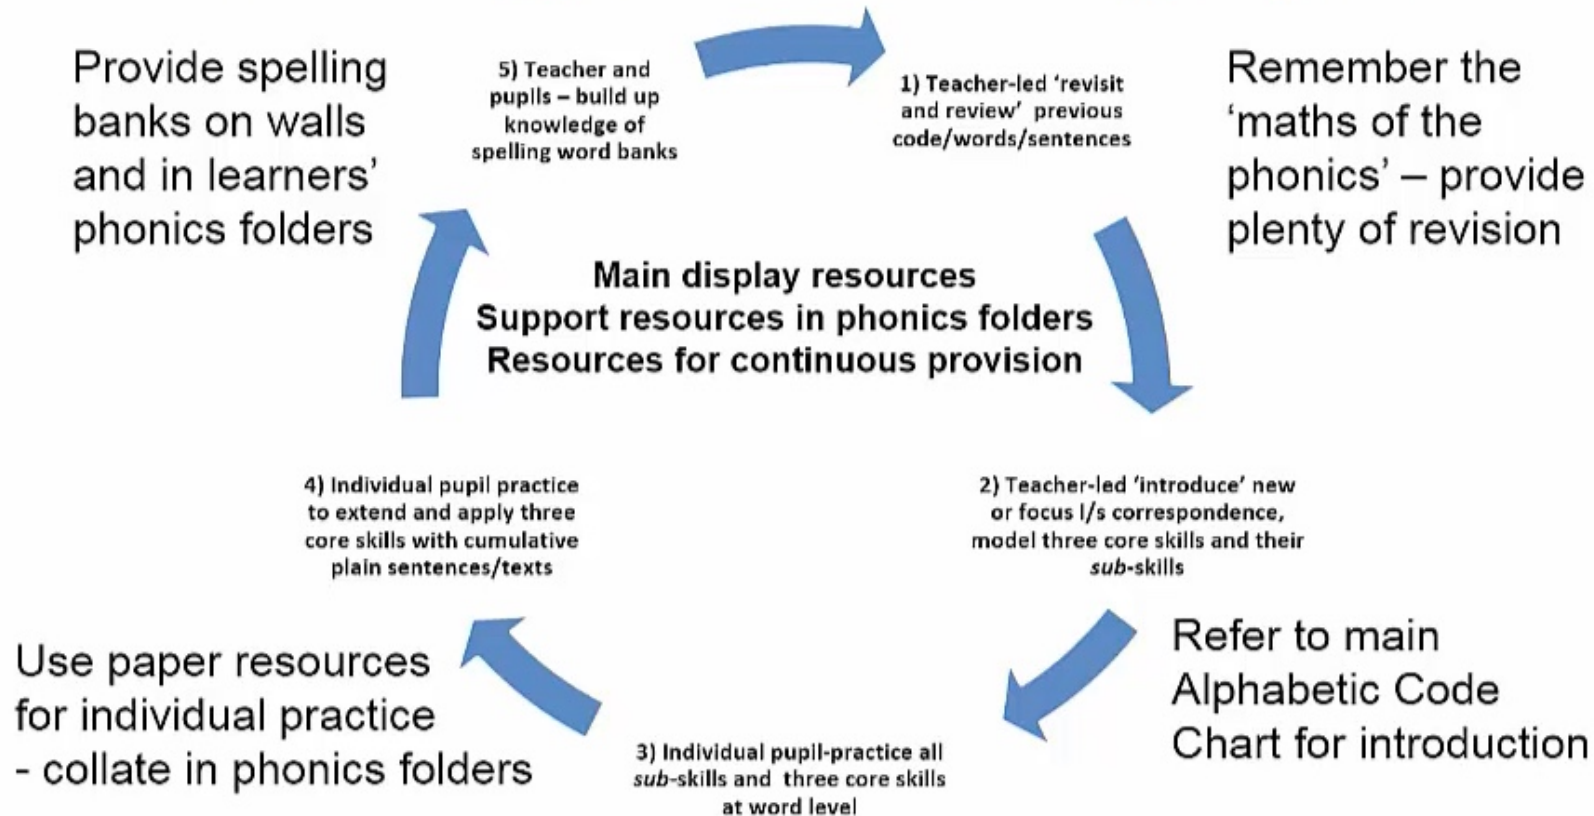 Provide spelling
banks on walls
and in learners’
phonics folders
5) Teacher and
pupils – build up
knowledge of
spelling word banks
1) Teacher-led ‘revisit
and review’ previous
code/words/sentences
Remember the
‘maths of the
phonics’ – provide
plenty of revision
Main display resources
Support resources in phonics folders
Resources for continuous provision
4) Individual pupil practice
to extend and apply three
core skills with cumulative
plain sentences/texts
2) Teacher-led ‘introduce’ new
or focus l/s correspondence,
model three core skills and their
sub-skills
Use paper resources
for individual practice
- collate in phonics folders
3) Individual pupil-practice all
sub-skills and three core skills
at word level
Refer to main
Alphabetic Code
Chart for introduction